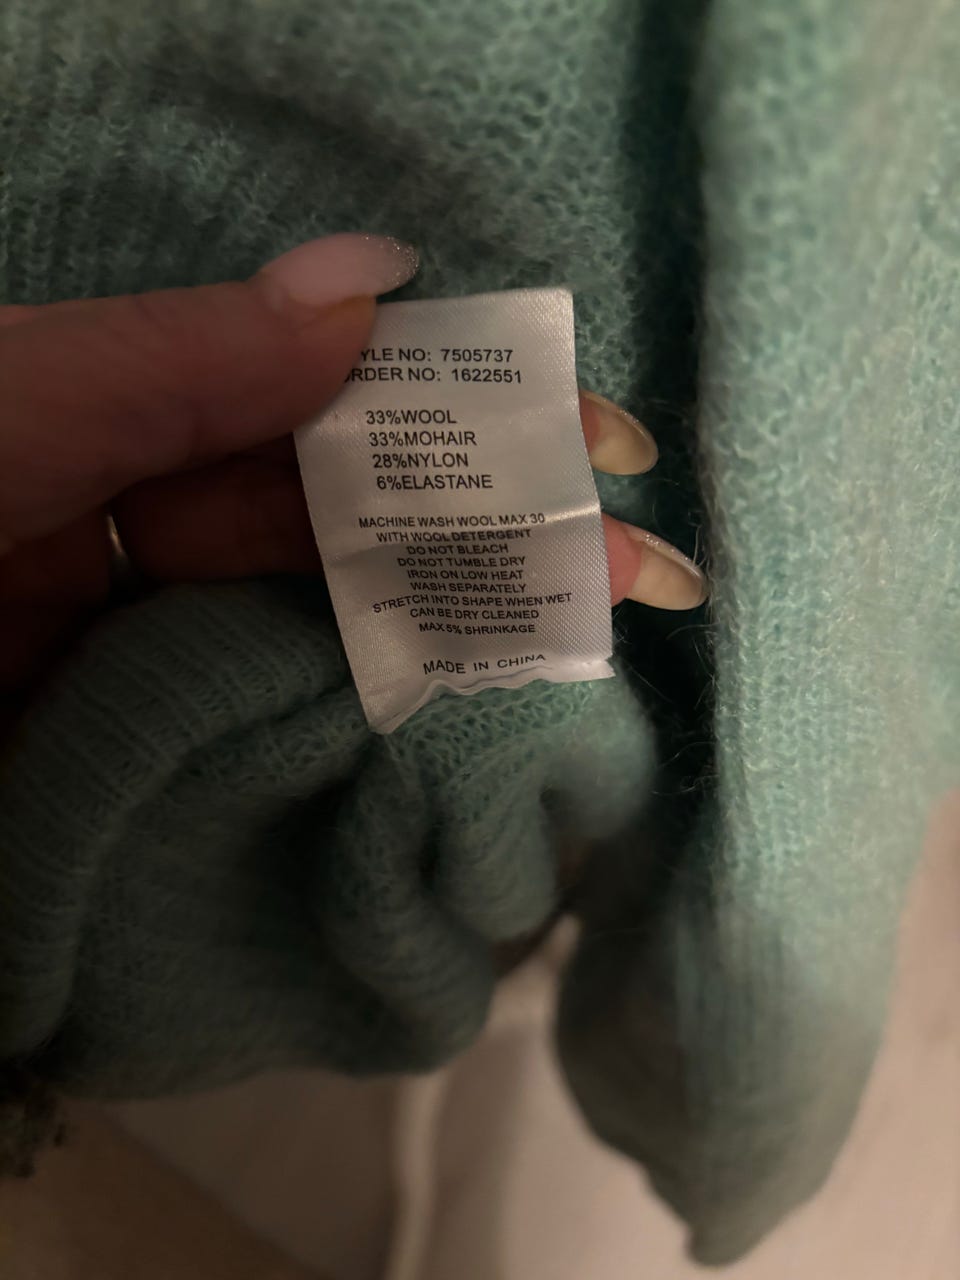 YLE NO: 7505737
RDER NO: 1622551
33%WOOL
33%MOHAIR
28%NYLON
6%ELASTANE
MACHINE WASH WOOL MAX 30
WITH WOOL DETERGENT
DO NOT BLEACH
DO NOT TUMBLE DRY
IRON ON LOW HEAT
WASH SEPARATELY
STRETCH INTO SHAPE WHEN WET
CAN BE DRY CLEANED
MAX 5% SHRINKAGE
MADE IN CHINA